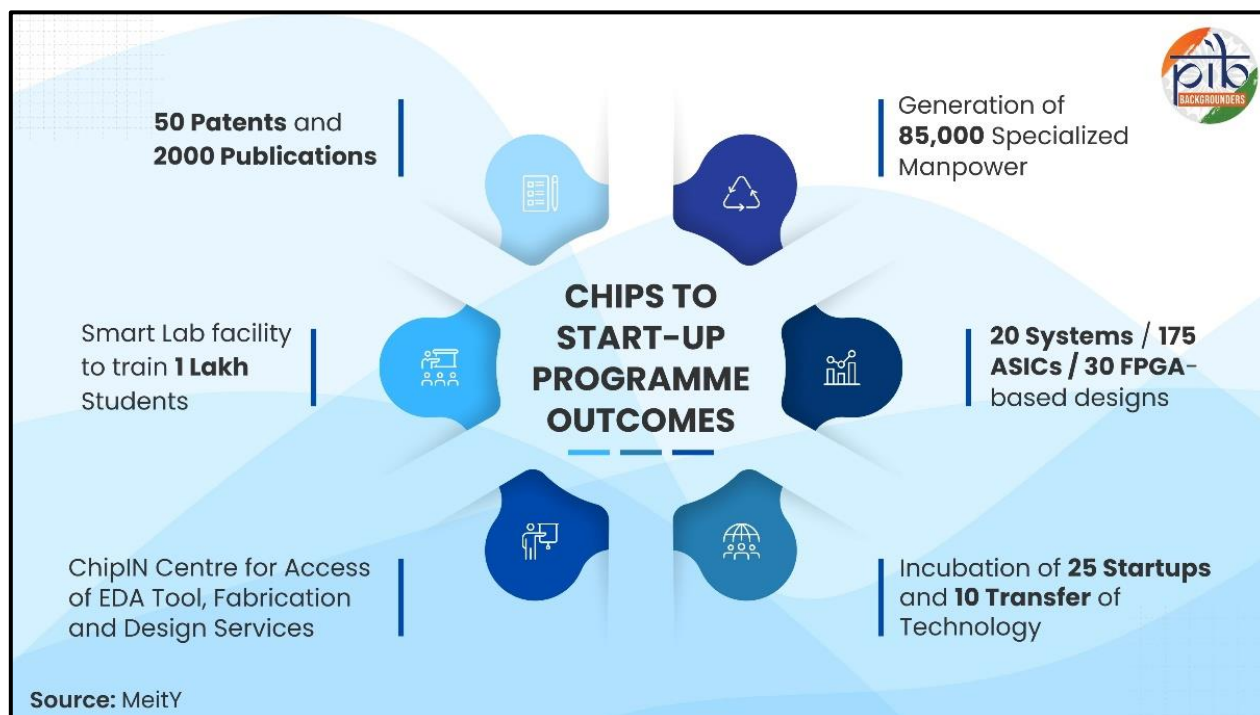 pib
BACKGROUNDERS
50 Patents and
2000 Publications
Generation of
85,000 Specialized
Manpower
Smart Lab facility
to train 1 Lakh
Students
CHIPS TO
START-UP
PROGRAMME
OUTCOMES
20 Systems / 175
ASICs / 30 FPGA-
based designs
ChipIN Centre for Access
of EDA Tool, Fabrication
and Design Services
Incubation of 25 Startups
and 10 Transfer of
Technology
Source: MeitY